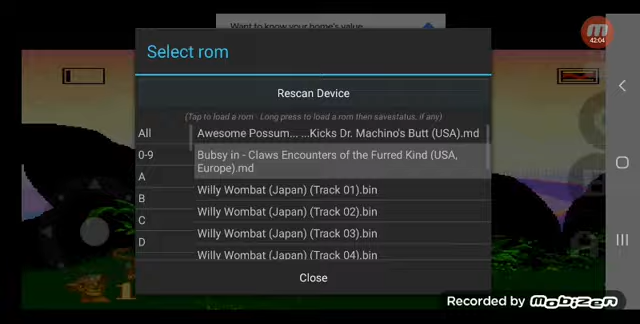 Want to know your home's value
Select rom
42:04
Rescan Device
(Tap to load a rom - Long press to load a rom then savestatus, if any)
All
Awesome Possum... ...Kicks Dr. Machino's Butt (USA).md
0-9
Bubsy in - Claws Encounters of the Furred Kind (USA,
Europe).md
A
Willy Wombat (Japan) (Track 01).bin
B
Willy Wombat (Japan) (Track 02).bin
C
Willy Wombat (Japan) (Track 03).bin
D
Willy Wombat (Japan) (Track 04).bin
Close
Recorded by Mobizen